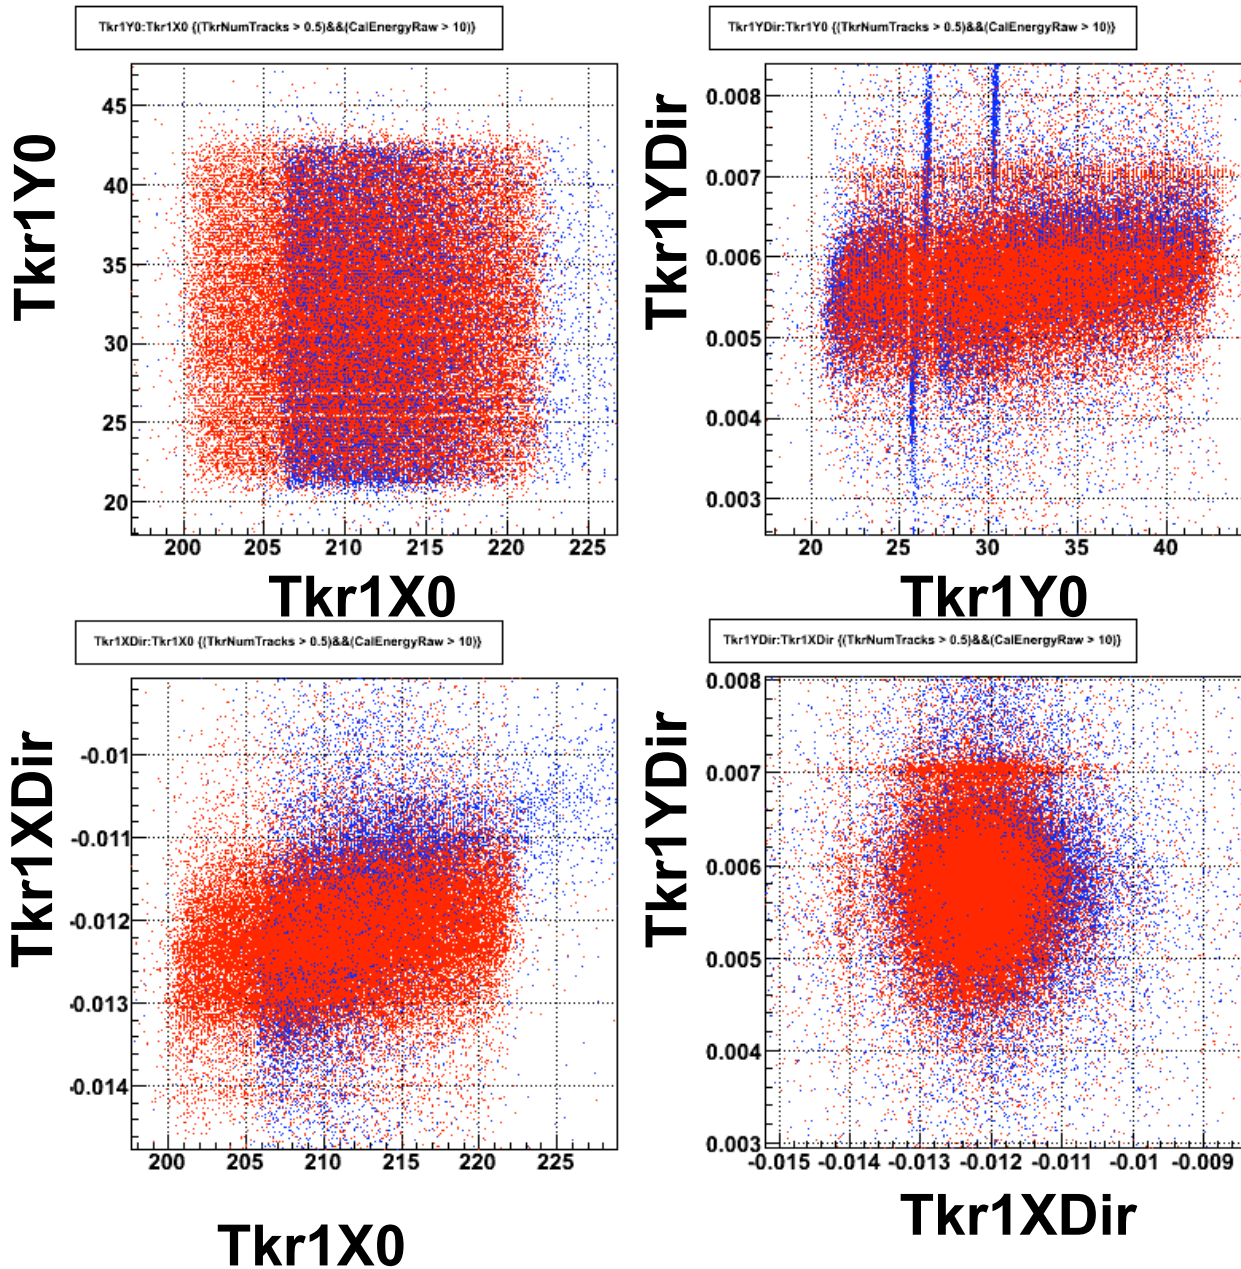 Tkr1Y0:Tkr1X0 {(TkrNumTracks > 0.5)&&(CalEnergyRaw > 10)}
Tkr1Y0
45
40
35
30
25
20
200 205 210 215 220 225
Tkr1X0
Tkr1YDir:Tkr1Y0 {(TkrNumTracks > 0.5)&&(CalEnergyRaw > 10)}
Tkr1YDir
0.008
0.007
0.006
0.005
0.004
0.003
20 25 30 35 40
Tkr1Y0
Tkr1XDir:Tkr1X0 {(TkrNumTracks > 0.5)&&(CalEnergyRaw > 10)}
Tkr1XDir
-0.01
-0.011
-0.012
-0.013
-0.014
200 205 210 215 220 225
Tkr1X0
Tkr1YDir:Tkr1XDir {(TkrNumTracks > 0.5)&&(CalEnergyRaw > 10)}
Tkr1YDir
0.008
0.007
0.006
0.005
0.004
0.003
-0.015 -0.014 -0.013 -0.012 -0.011 -0.01 -0.009
Tkr1XDir